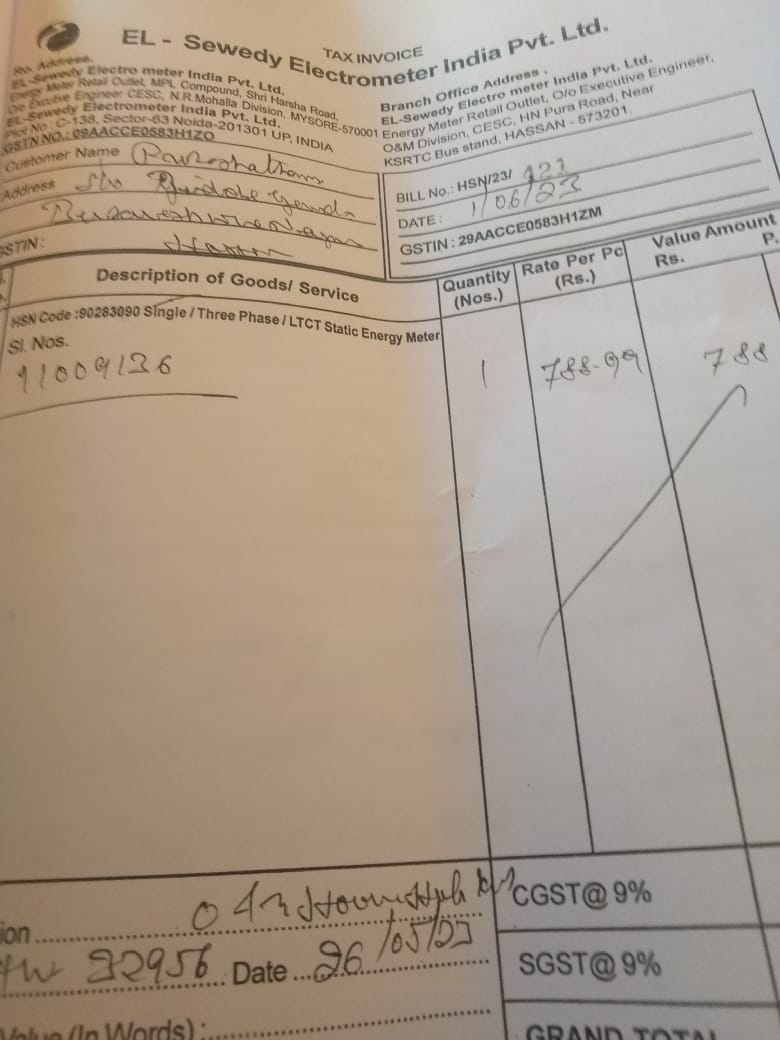 EL - Sewedy Electrometer India Pvt. Ltd.
TAX INVOICE
Ro. Address.
EL-Sewedy Electro meter India Pvt. Ltd.
Energy Meter Retail Outlet, MPL Compound, Shri Harsha Road,
O/o Excutive Engineer CESC, N.R.Mohalla Division, MYSORE-570001
EL-Sewedy Electrometer India Pvt. Ltd.
Plot No: C-138, Sector-63 Noida-201301 UP, INDIA
GSTN NO.: 09AACCE0583H1ZO
Branch Office Address :
EL-Sewedy Electro meter India Pvt. Ltd.
Energy Meter Retail Outlet, O/o Executive Engineer,
O&M Division, CESC, HN Pura Road, Near
KSRTC Bus stand, HASSAN - 573201.
Customer Name
Address S/o
GSTIN:
BILL No.: HSN/23/ 121
DATE : 1/06/23
GSTIN : 29AACCE0583H1ZM
Description of Goods/ Service
Quantity (Nos.)
Rate Per Pc (Rs.)
Value Amount
Rs. P.
HSN Code :90283090 Single / Three Phase / LTCT Static Energy Meter
Sl. Nos.
11009136 1 788-99 788
ion
CGST@ 9%
92956 Date 26/05/23
SGST@ 9%
Value (In Words) :
GRAND TOTAL